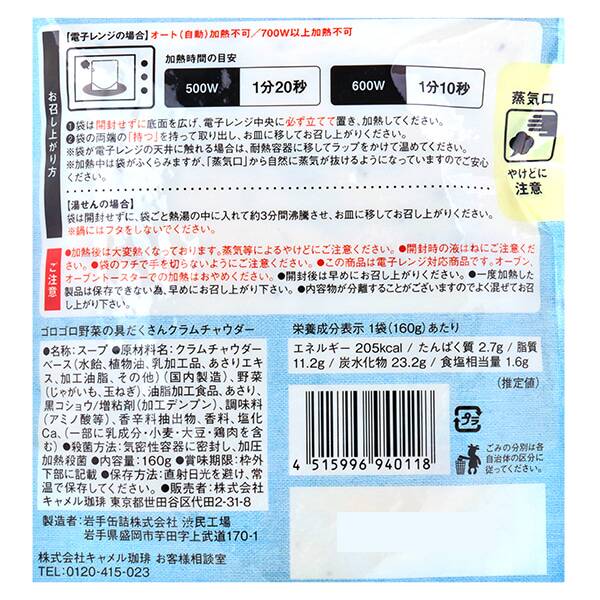 【電子レンジの場合】オート(自動)加熱不可/700W以上加熱不可
加熱時間の目安
500W 1分20秒 600W 1分10秒
お召し上がり方
❶袋は開封せずに底面を広げ、電子レンジ中央に必ず立てて置き、加熱してください。
❷袋の両端の「持つ」を持って取り出し、お皿に移してお召し上がりください。
※袋が電子レンジの天井に触れる場合は、耐熱容器に移してラップをかけて温めてください。
※加熱中は袋がふくらみますが、「蒸気口」から自然に蒸気が抜けるようになっていますのでご安心
ください。
蒸気口
やけどに
注意
【湯せんの場合】
袋は開封せずに、袋ごと熱湯の中に入れて約3分間沸騰させ、お皿に移してお召し上がりください。
※鍋にはフタをしないでください。
ご注意
●加熱後は大変熱くなっております。蒸気等によるやけどにご注意ください。●開封時の液はねにご注意くだ
さい。●袋のフチで手を切らないようにご注意ください。●この商品は電子レンジ対応商品です。オーブン、
オーブントースターでの加熱はおやめください。●開封後は早めにお召し上がりください。●一度加熱した
製品は保存できない為、早めにお召し上がりください。●内容物が分離することがございますのでよく混ぜてお召
し上がり下さい。
ゴロゴロ野菜の具だくさんクラムチャウダー
●名称:スープ ●原材料名:クラムチャウダー
ベース(水飴、植物油、乳加工品、あさりエキ
ス、加工油脂、その他)(国内製造)、野菜
(じゃがいも、玉ねぎ)、油脂加工食品、あさり、
黒コショウ/増粘剤(加工デンプン)、調味料
(アミノ酸等)、香辛料抽出物、香料、塩化
Ca、(一部に乳成分・小麦・大豆・鶏肉を含
む)●殺菌方法:気密性容器に密封し、加圧
加熱殺菌 ●内容量:160g ●賞味期限:枠外
下部に記載 ●保存方法:直射日光を避け、常
温で保存してください。●販売者:株式会社
キャメル珈琲 東京都世田谷区代田2-31-8
製造者:岩手缶詰株式会社 渋民工場
岩手県盛岡市芋田字上武道170-1
株式会社キャメル珈琲 お客様相談室
TEL:0120-415-023
栄養成分表示 1袋(160g)あたり
エネルギー 205kcal / たんぱく質 2.7g / 脂質
11.2g / 炭水化物 23.2g / 食塩相当量 1.6g
(推定値)
4 515996 940118
プラ
ごみの分別は各
自治体の区分に
従ってください。